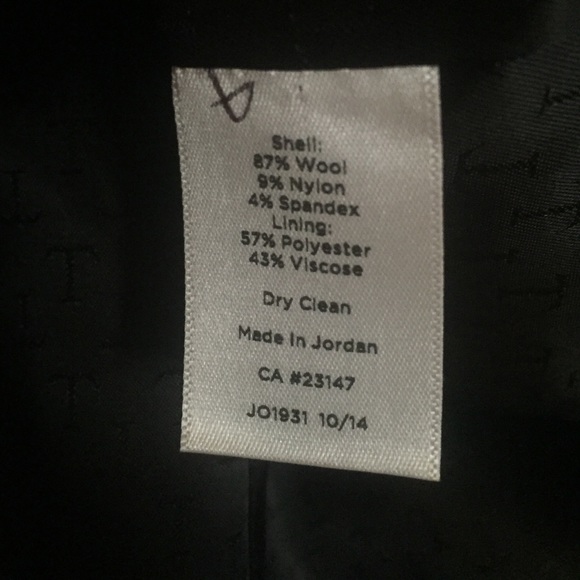 Shell:
87% Wool
9% Nylon
4% Spandex
Lining:
57% Polyester
43% Viscose
Dry Clean
Made In Jordan
CA #23147
JO1931 10/14